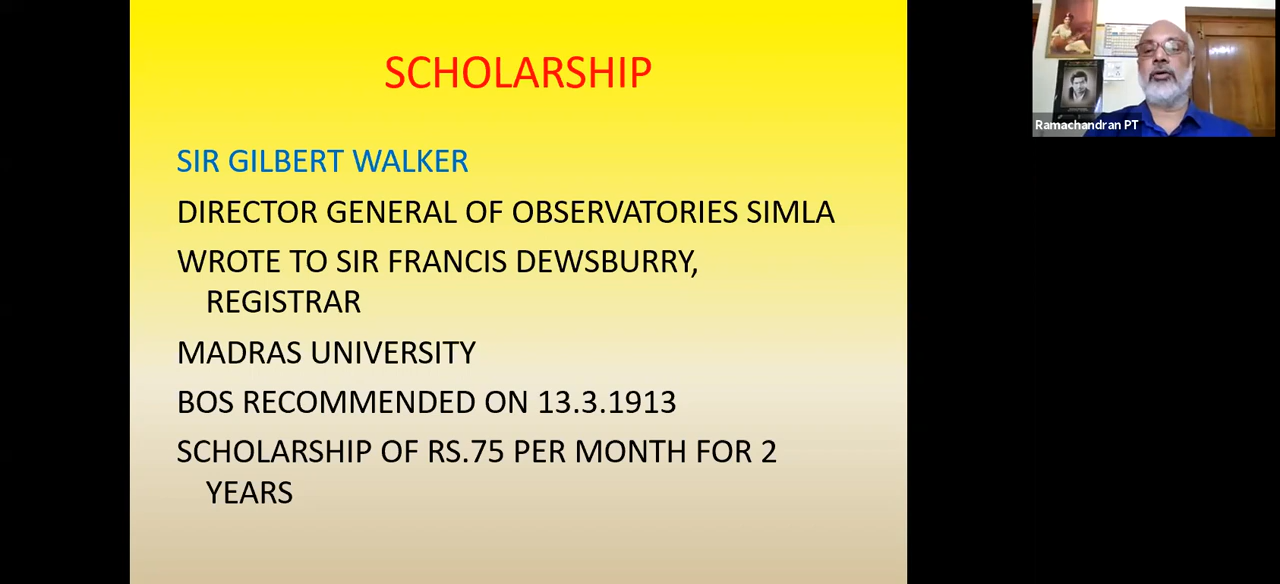 SCHOLARSHIP
SIR GILBERT WALKER
DIRECTOR GENERAL OF OBSERVATORIES SIMLA
WROTE TO SIR FRANCIS DEWSBURRY,
REGISTRAR
MADRAS UNIVERSITY
BOS RECOMMENDED ON 13.3.1913
SCHOLARSHIP OF RS.75 PER MONTH FOR 2
YEARS
Ramachandran PT